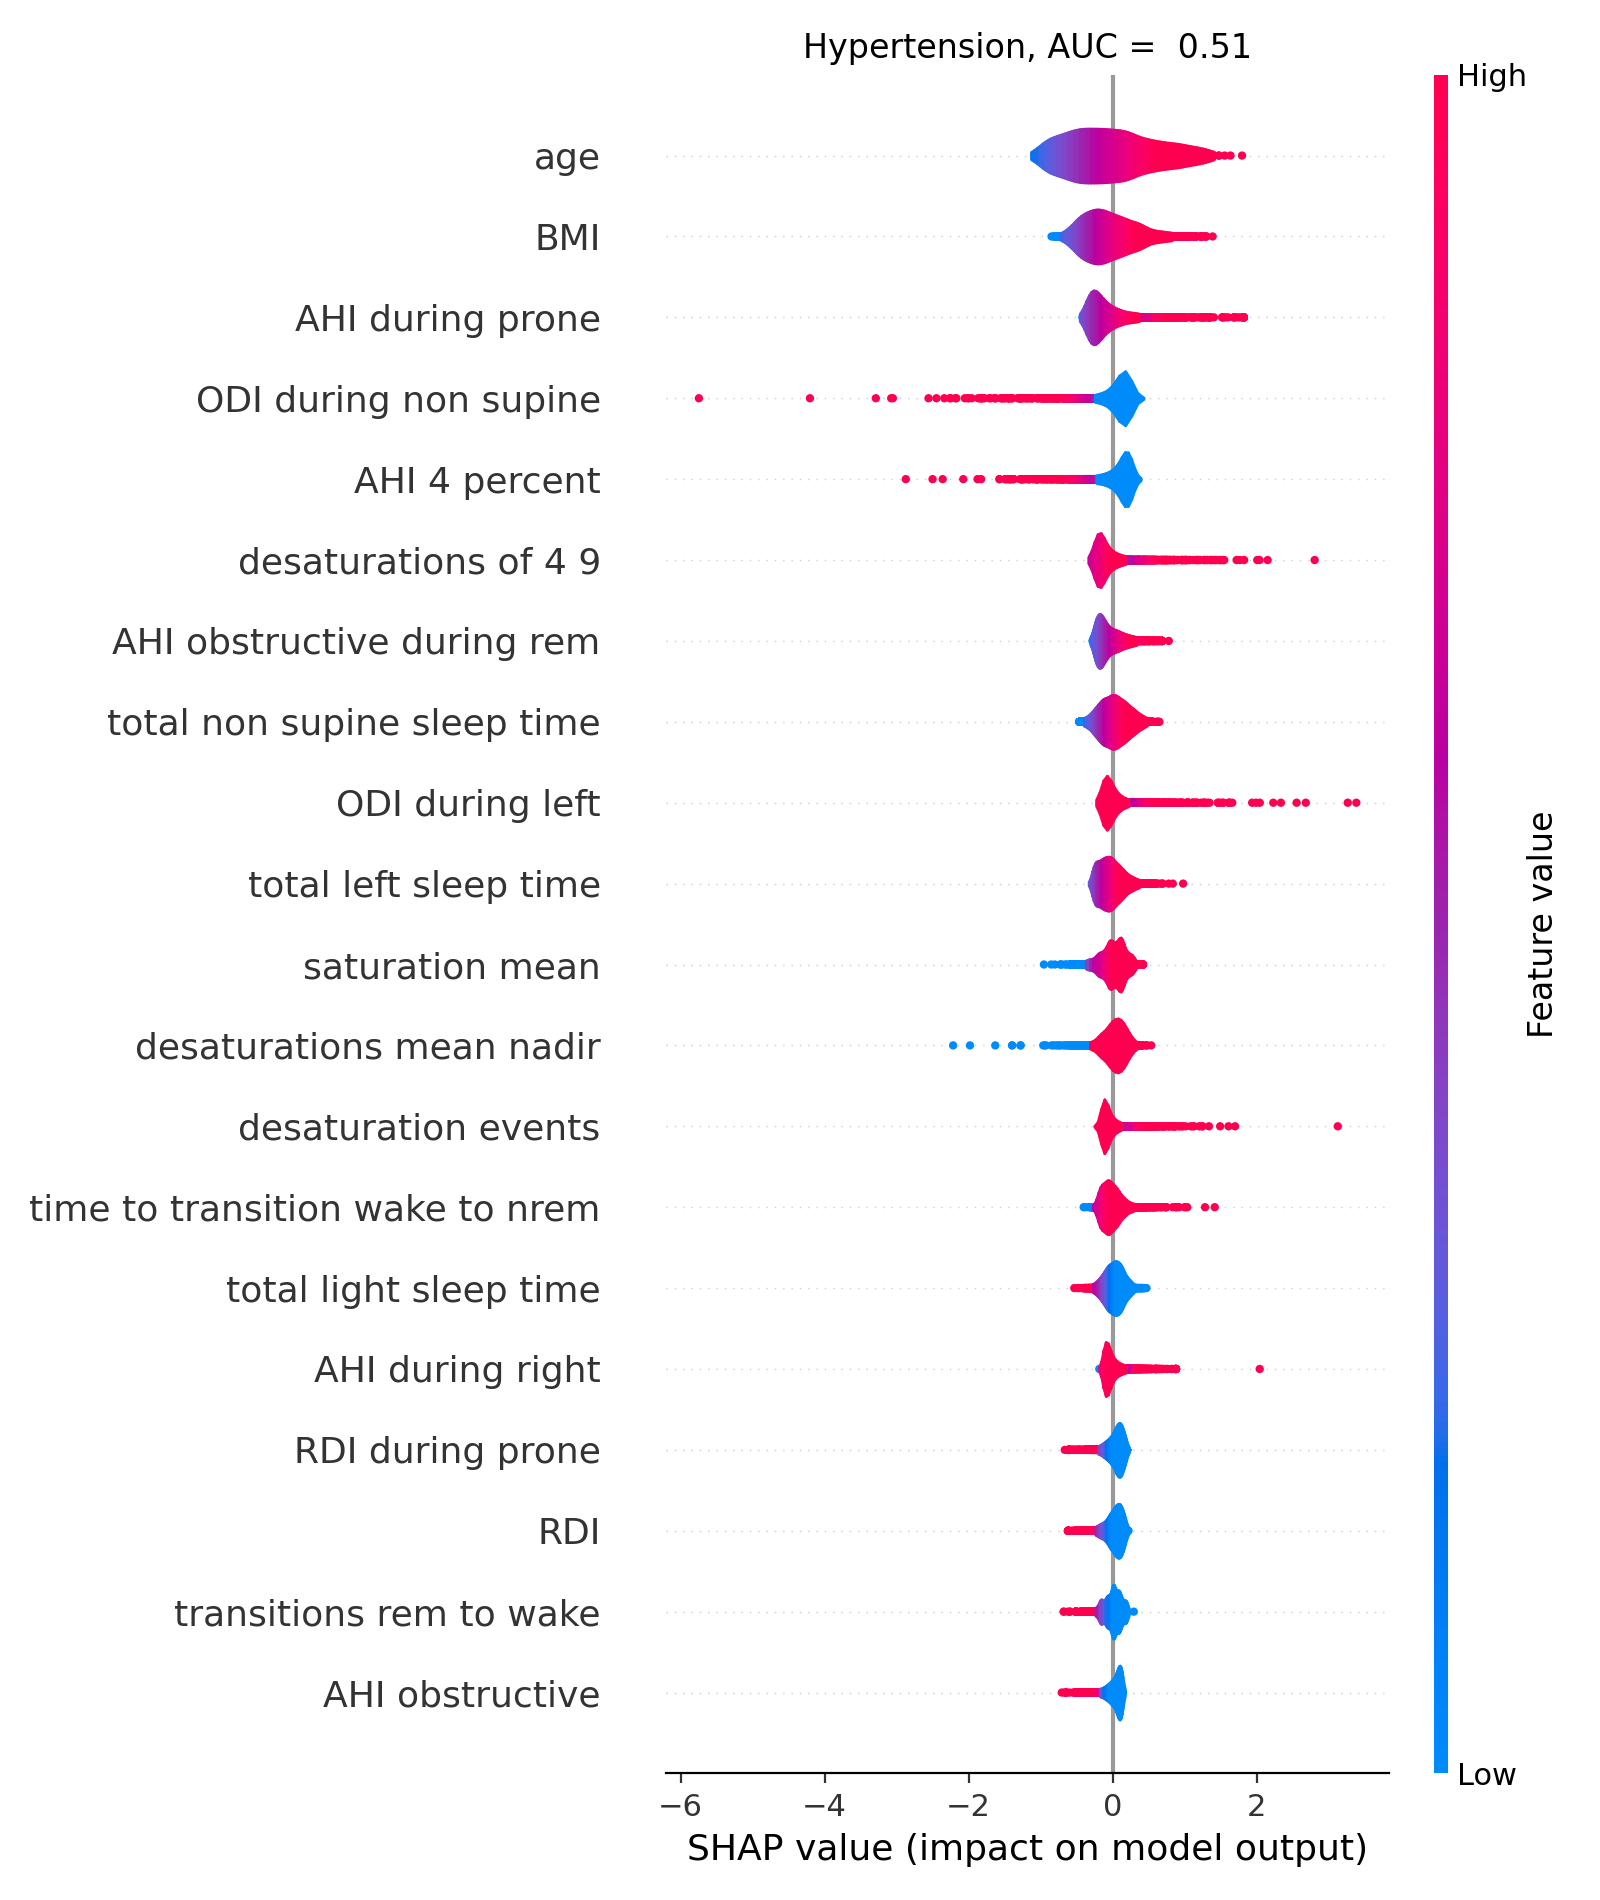 Hypertension, AUC =  0.51
High
age
BMI
AHI during prone
ODI during non supine
AHI 4 percent
desaturations of 4 9
AHI obstructive during rem
total non supine sleep time
ODI during left
total left sleep time
saturation mean
desaturations mean nadir
desaturation events
time to transition wake to nrem
total light sleep time
AHI during right
RDI during prone
RDI
transitions rem to wake
AHI obstructive
Feature value
Low
−6 −4 −2 0 2
SHAP value (impact on model output)